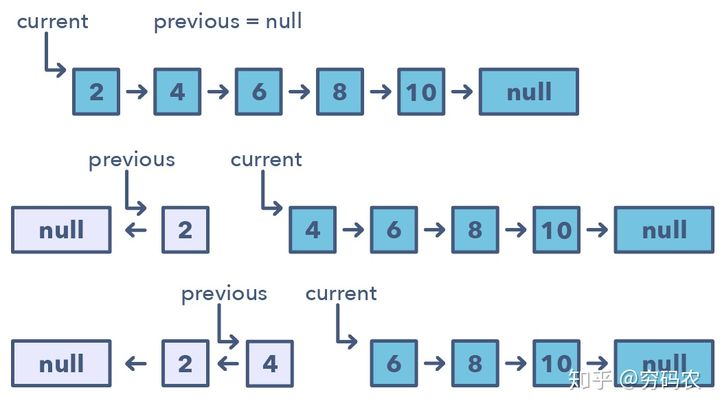 current previous = null
2 4 6 8 10 null
previous current
null 2 4 6 8 10 null
previous current
null 2 4 6 8 10 null
知乎 @穷码农